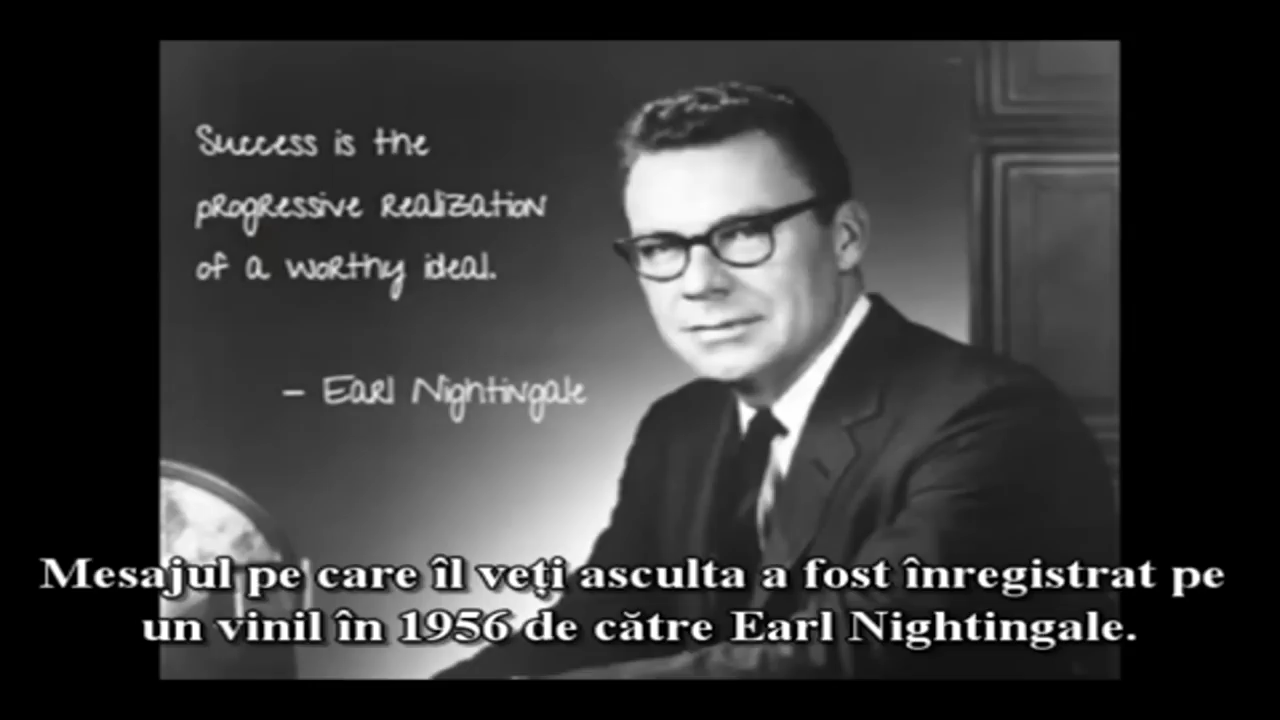 Success is the
progressive realization
of a worthy ideal.
– Earl Nightingale
Mesajul pe care îl veți asculta a fost înregistrat pe
un vinil în 1956 de către Earl Nightingale.